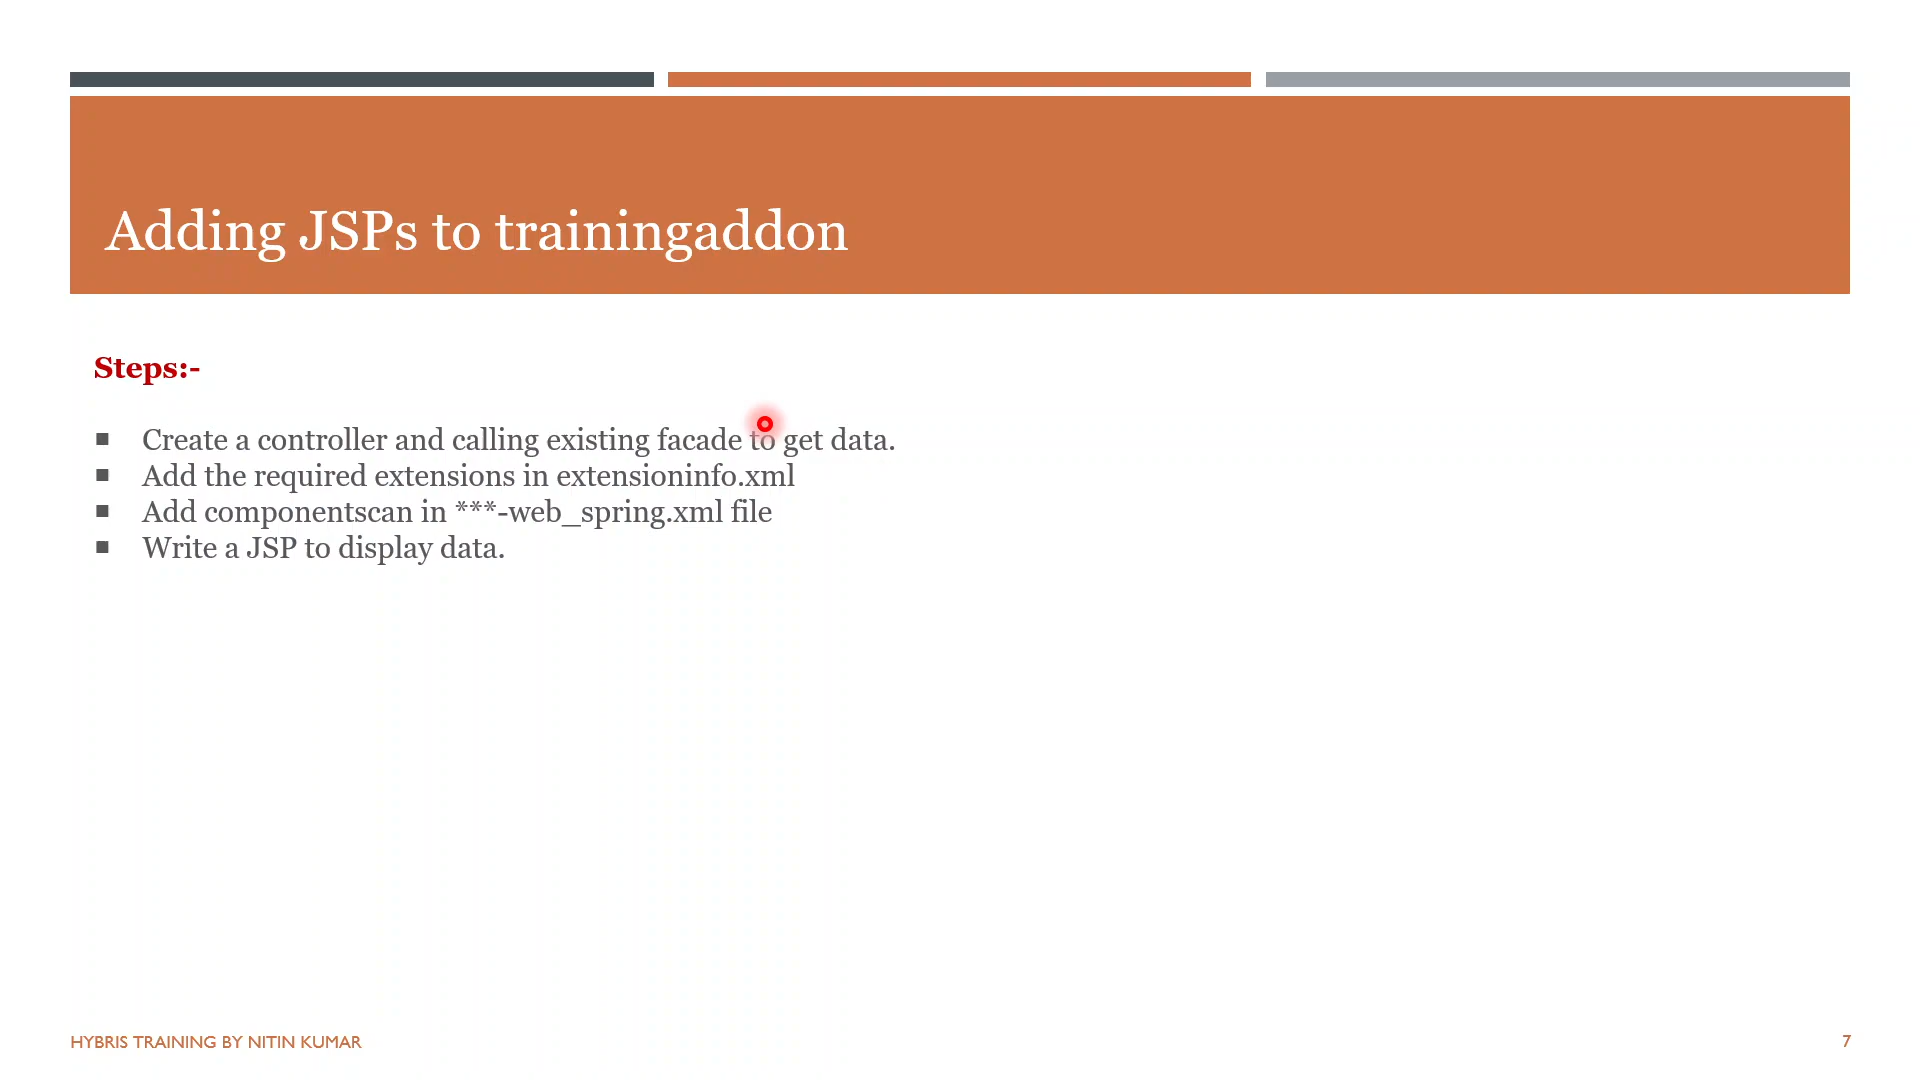 Adding JSPs to trainingaddon
Steps:-
▪ Create a controller and calling existing facade to get data.
▪ Add the required extensions in extensioninfo.xml
▪ Add componentscan in ***-web_spring.xml file
▪ Write a JSP to display data.
HYBRIS TRAINING BY NITIN KUMAR
7